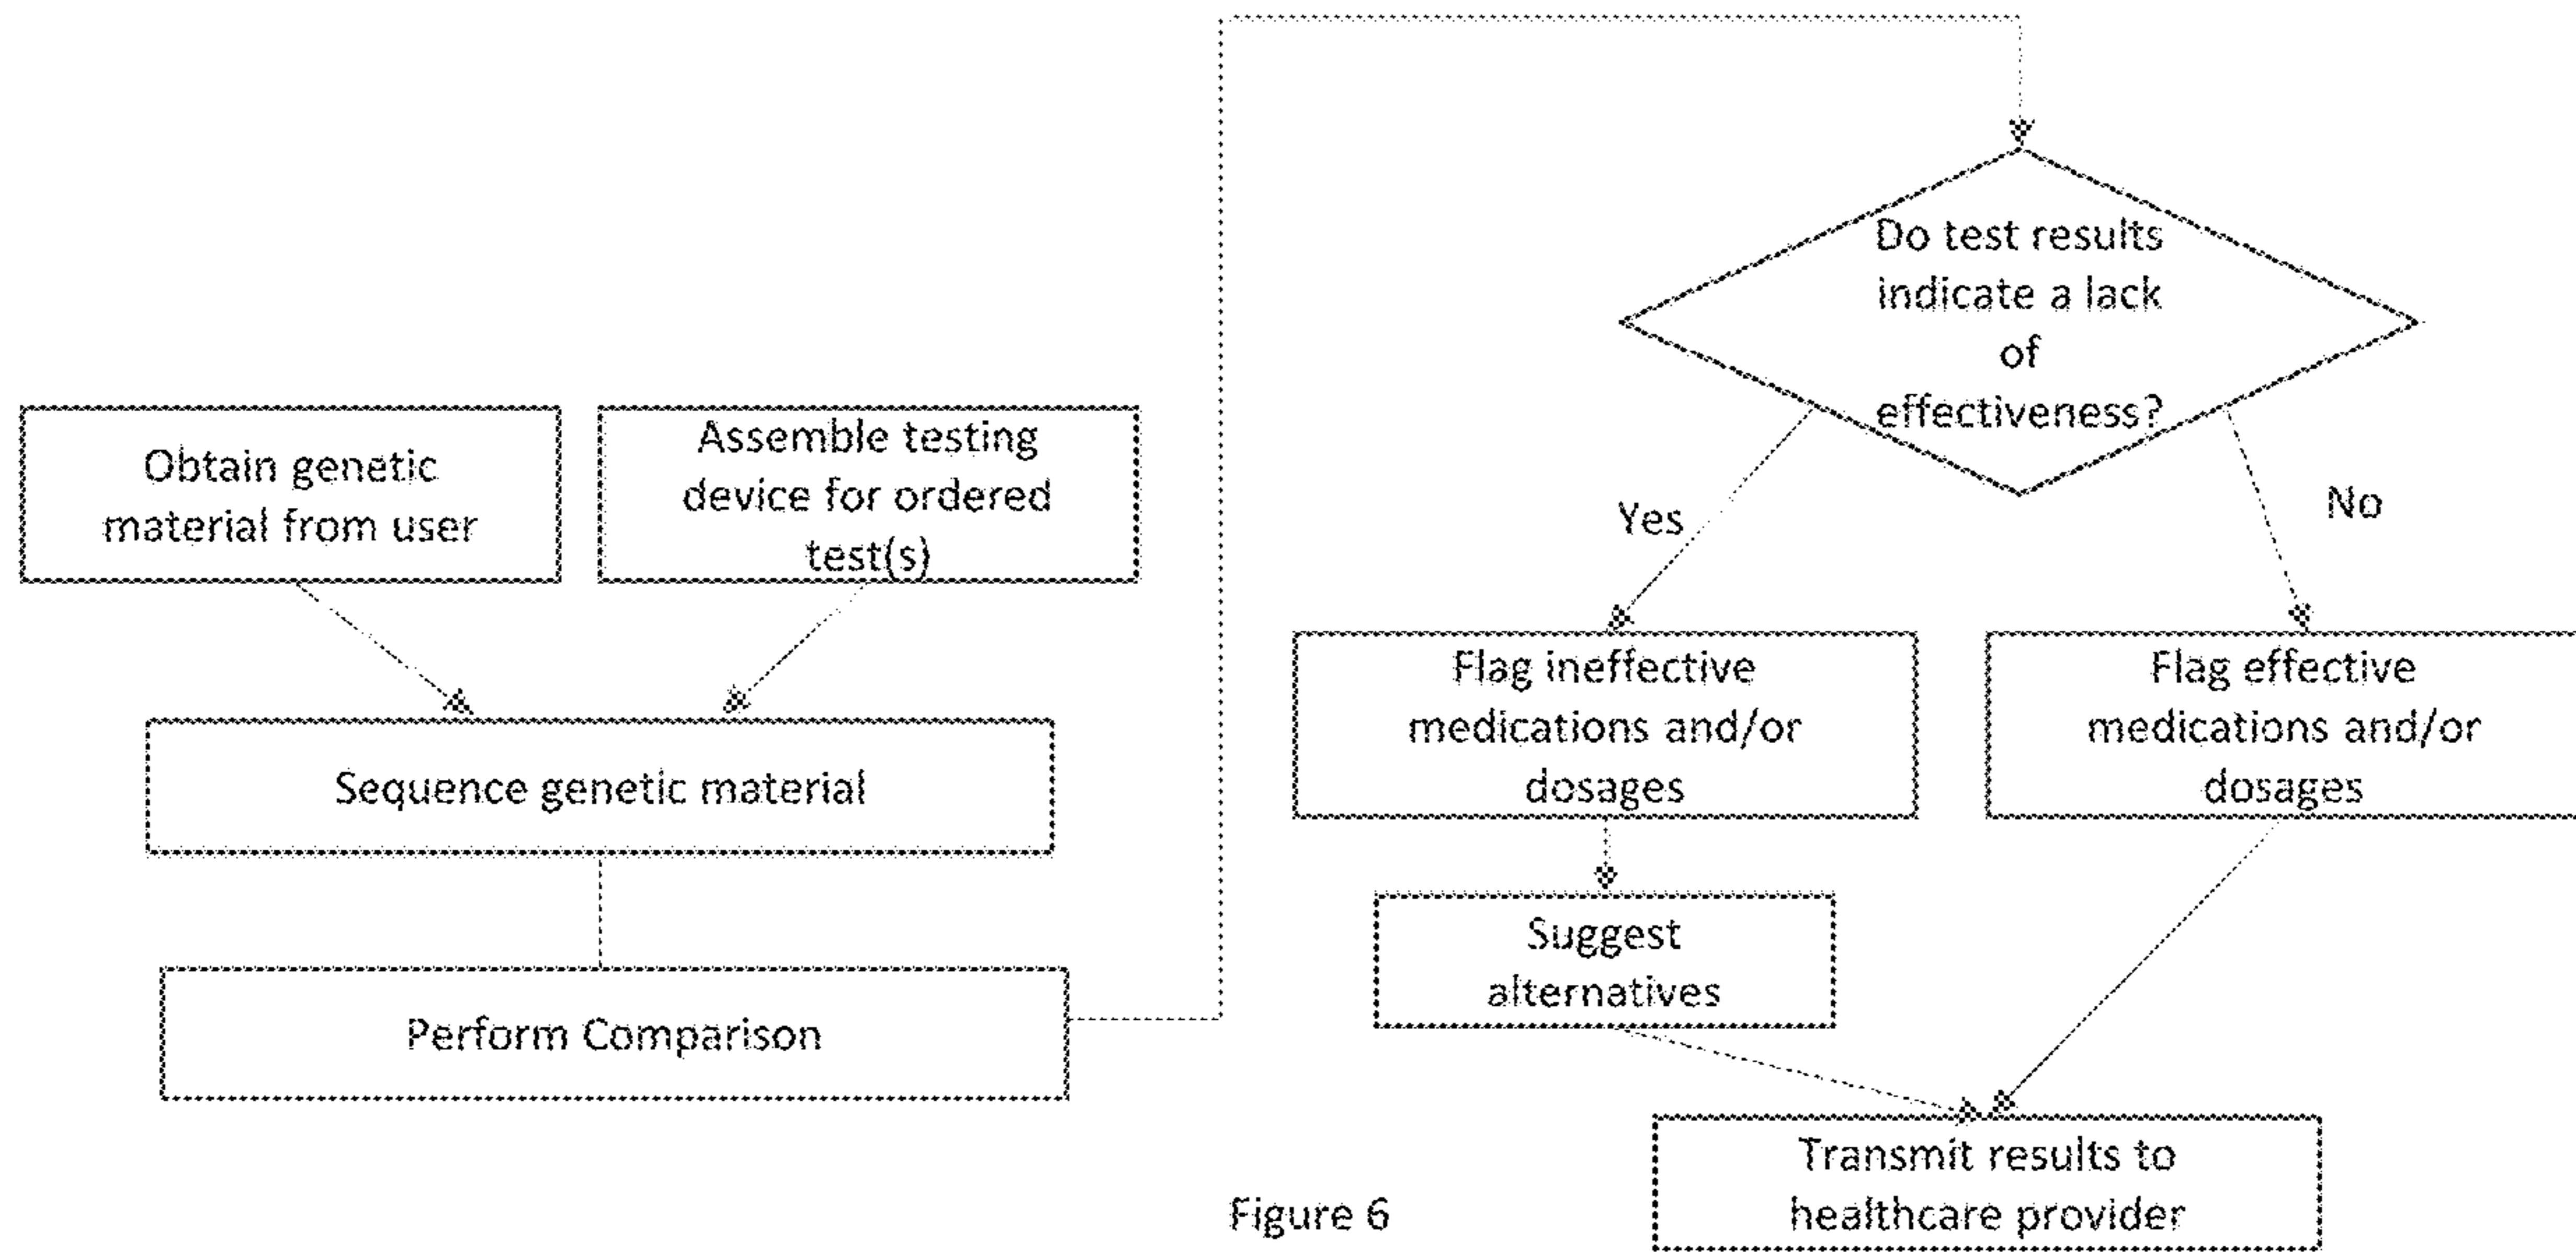 Obtain genetic
material from user
Assemble testing
device for ordered
test(s)
Sequence genetic material
Perform Comparison
Do test results
indicate a lack
of
effectiveness?
Yes
No
Flag ineffective
medications and/or
dosages
Flag effective
medications and/or
dosages
Suggest
alternatives
Transmit results to
healthcare provider
Figure 6